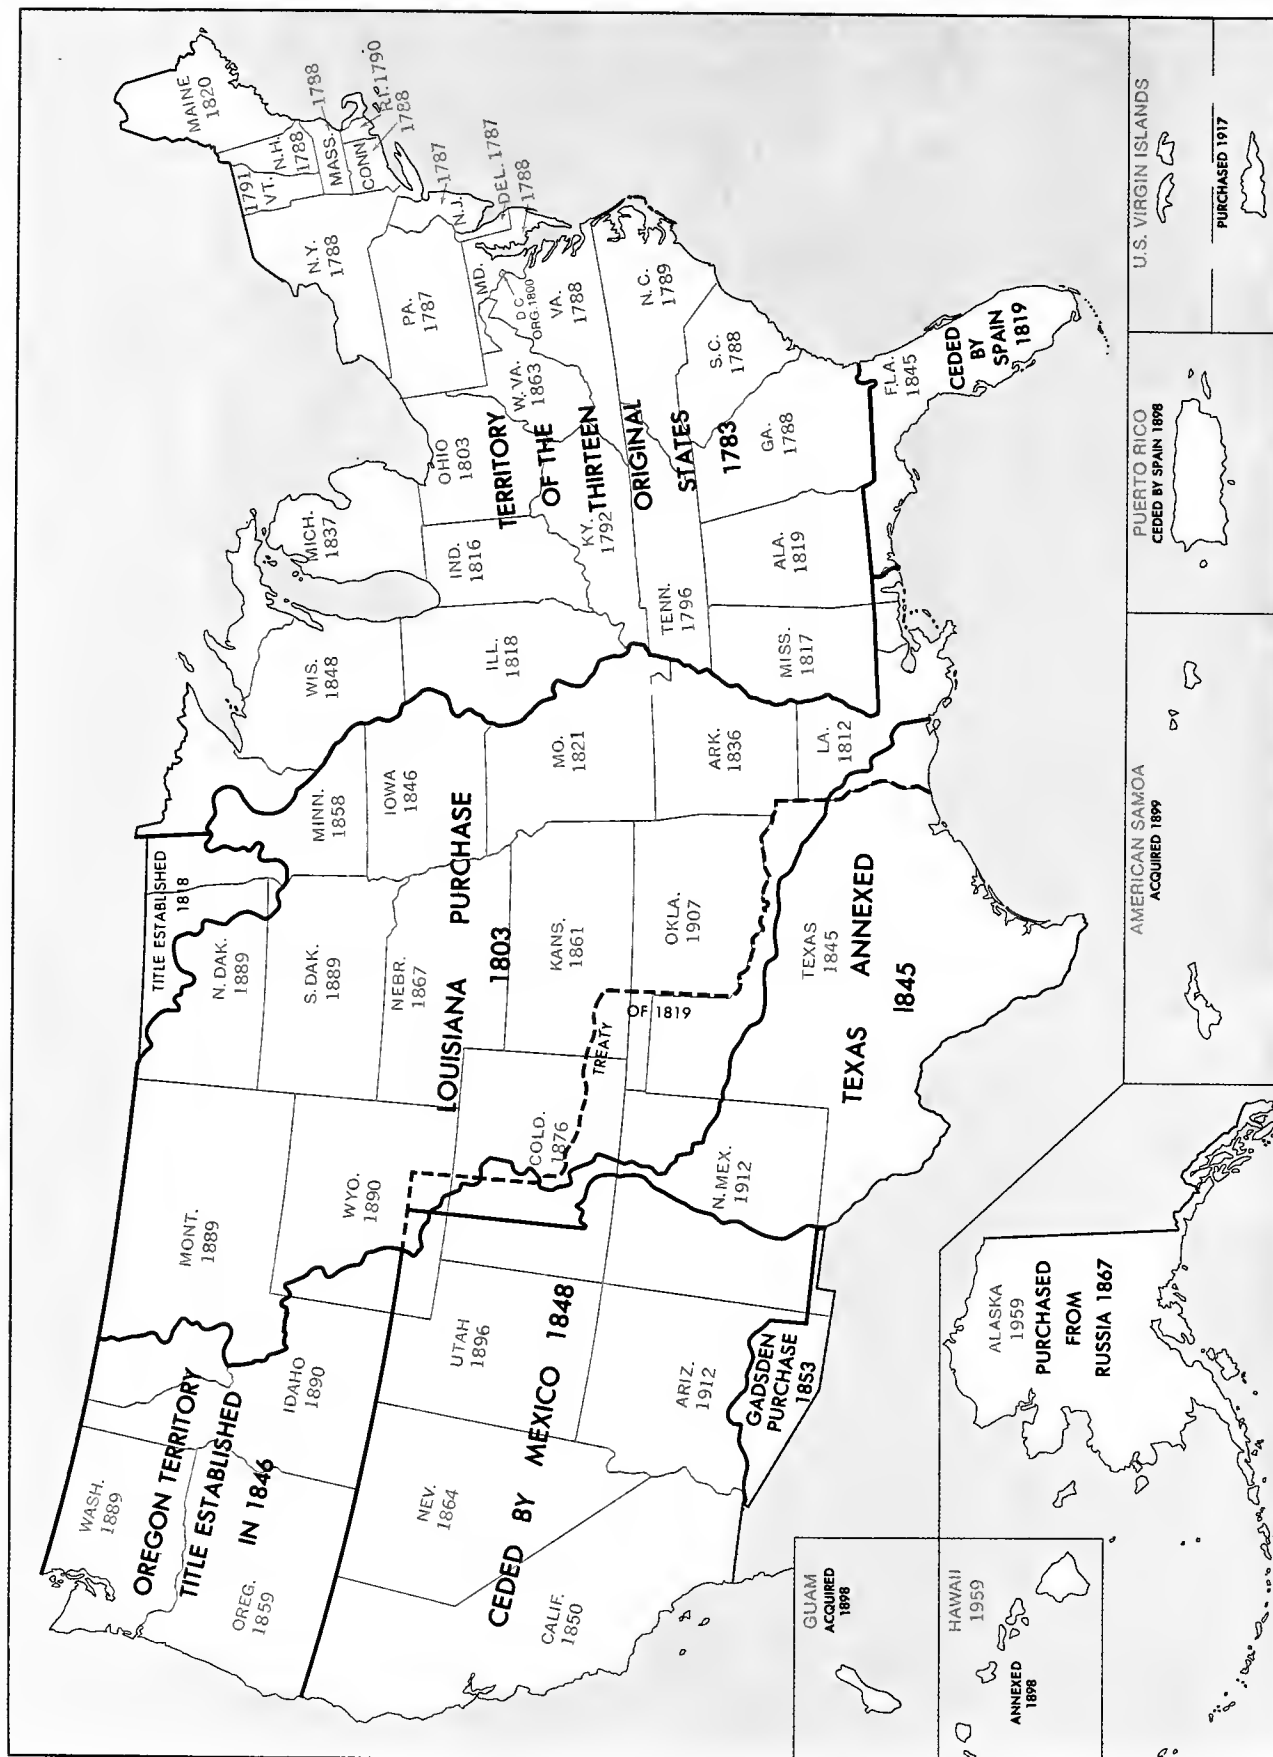 WASH.
1889
OREGON TERRITORY
TITLE ESTABLISHED
IN 1846
OREG.
1859
IDAHO
1890
MONT.
1889
WYO.
1890
TITLE ESTABLISHED
1818
N. DAK.
1889
S. DAK.
1889
NEBR.
1867
MINN.
1858
IOWA
1846
WIS.
1848
MICH.
1837
LOUISIANA PURCHASE
1803
KANS.
1861
MO.
1821
ILL.
1818
IND.
1816
OHIO
1803
COLO.
1876
TREATY
OF 1819
OKLA.
1907
ARK.
1836
LA.
1812
NEV.
1864
UTAH
1896
CALIF.
1850
CEDED BY MEXICO 1848
ARIZ.
1912
N. MEX.
1912
GADSDEN
PURCHASE
1853
TEXAS
1845
TEXAS ANNEXED
1845
MAINE
1820
1791
VT.
N.H.
1788
MASS.
1788
CONN.
R.I. 1790
1788
N.Y.
1788
PA.
1787
N.J.
1787
DEL. 1787
MD.
1788
D C
ORG. 1800
VA.
1788
W. VA.
1863
KY.
1792
TERRITORY
OF THE
THIRTEEN
ORIGINAL
STATES
1783
TENN.
1796
N.C.
1789
S.C.
1788
GA.
1788
ALA.
1819
MISS.
1817
FLA.
1845
CEDED
BY
SPAIN
1819
GUAM
ACQUIRED
1898
HAWAII
1959
ANNEXED
1898
ALASKA
1959
PURCHASED
FROM
RUSSIA 1867
AMERICAN SAMOA
ACQUIRED 1899
PUERTO RICO
CEDED BY SPAIN 1898
U.S. VIRGIN ISLANDS
PURCHASED 1917